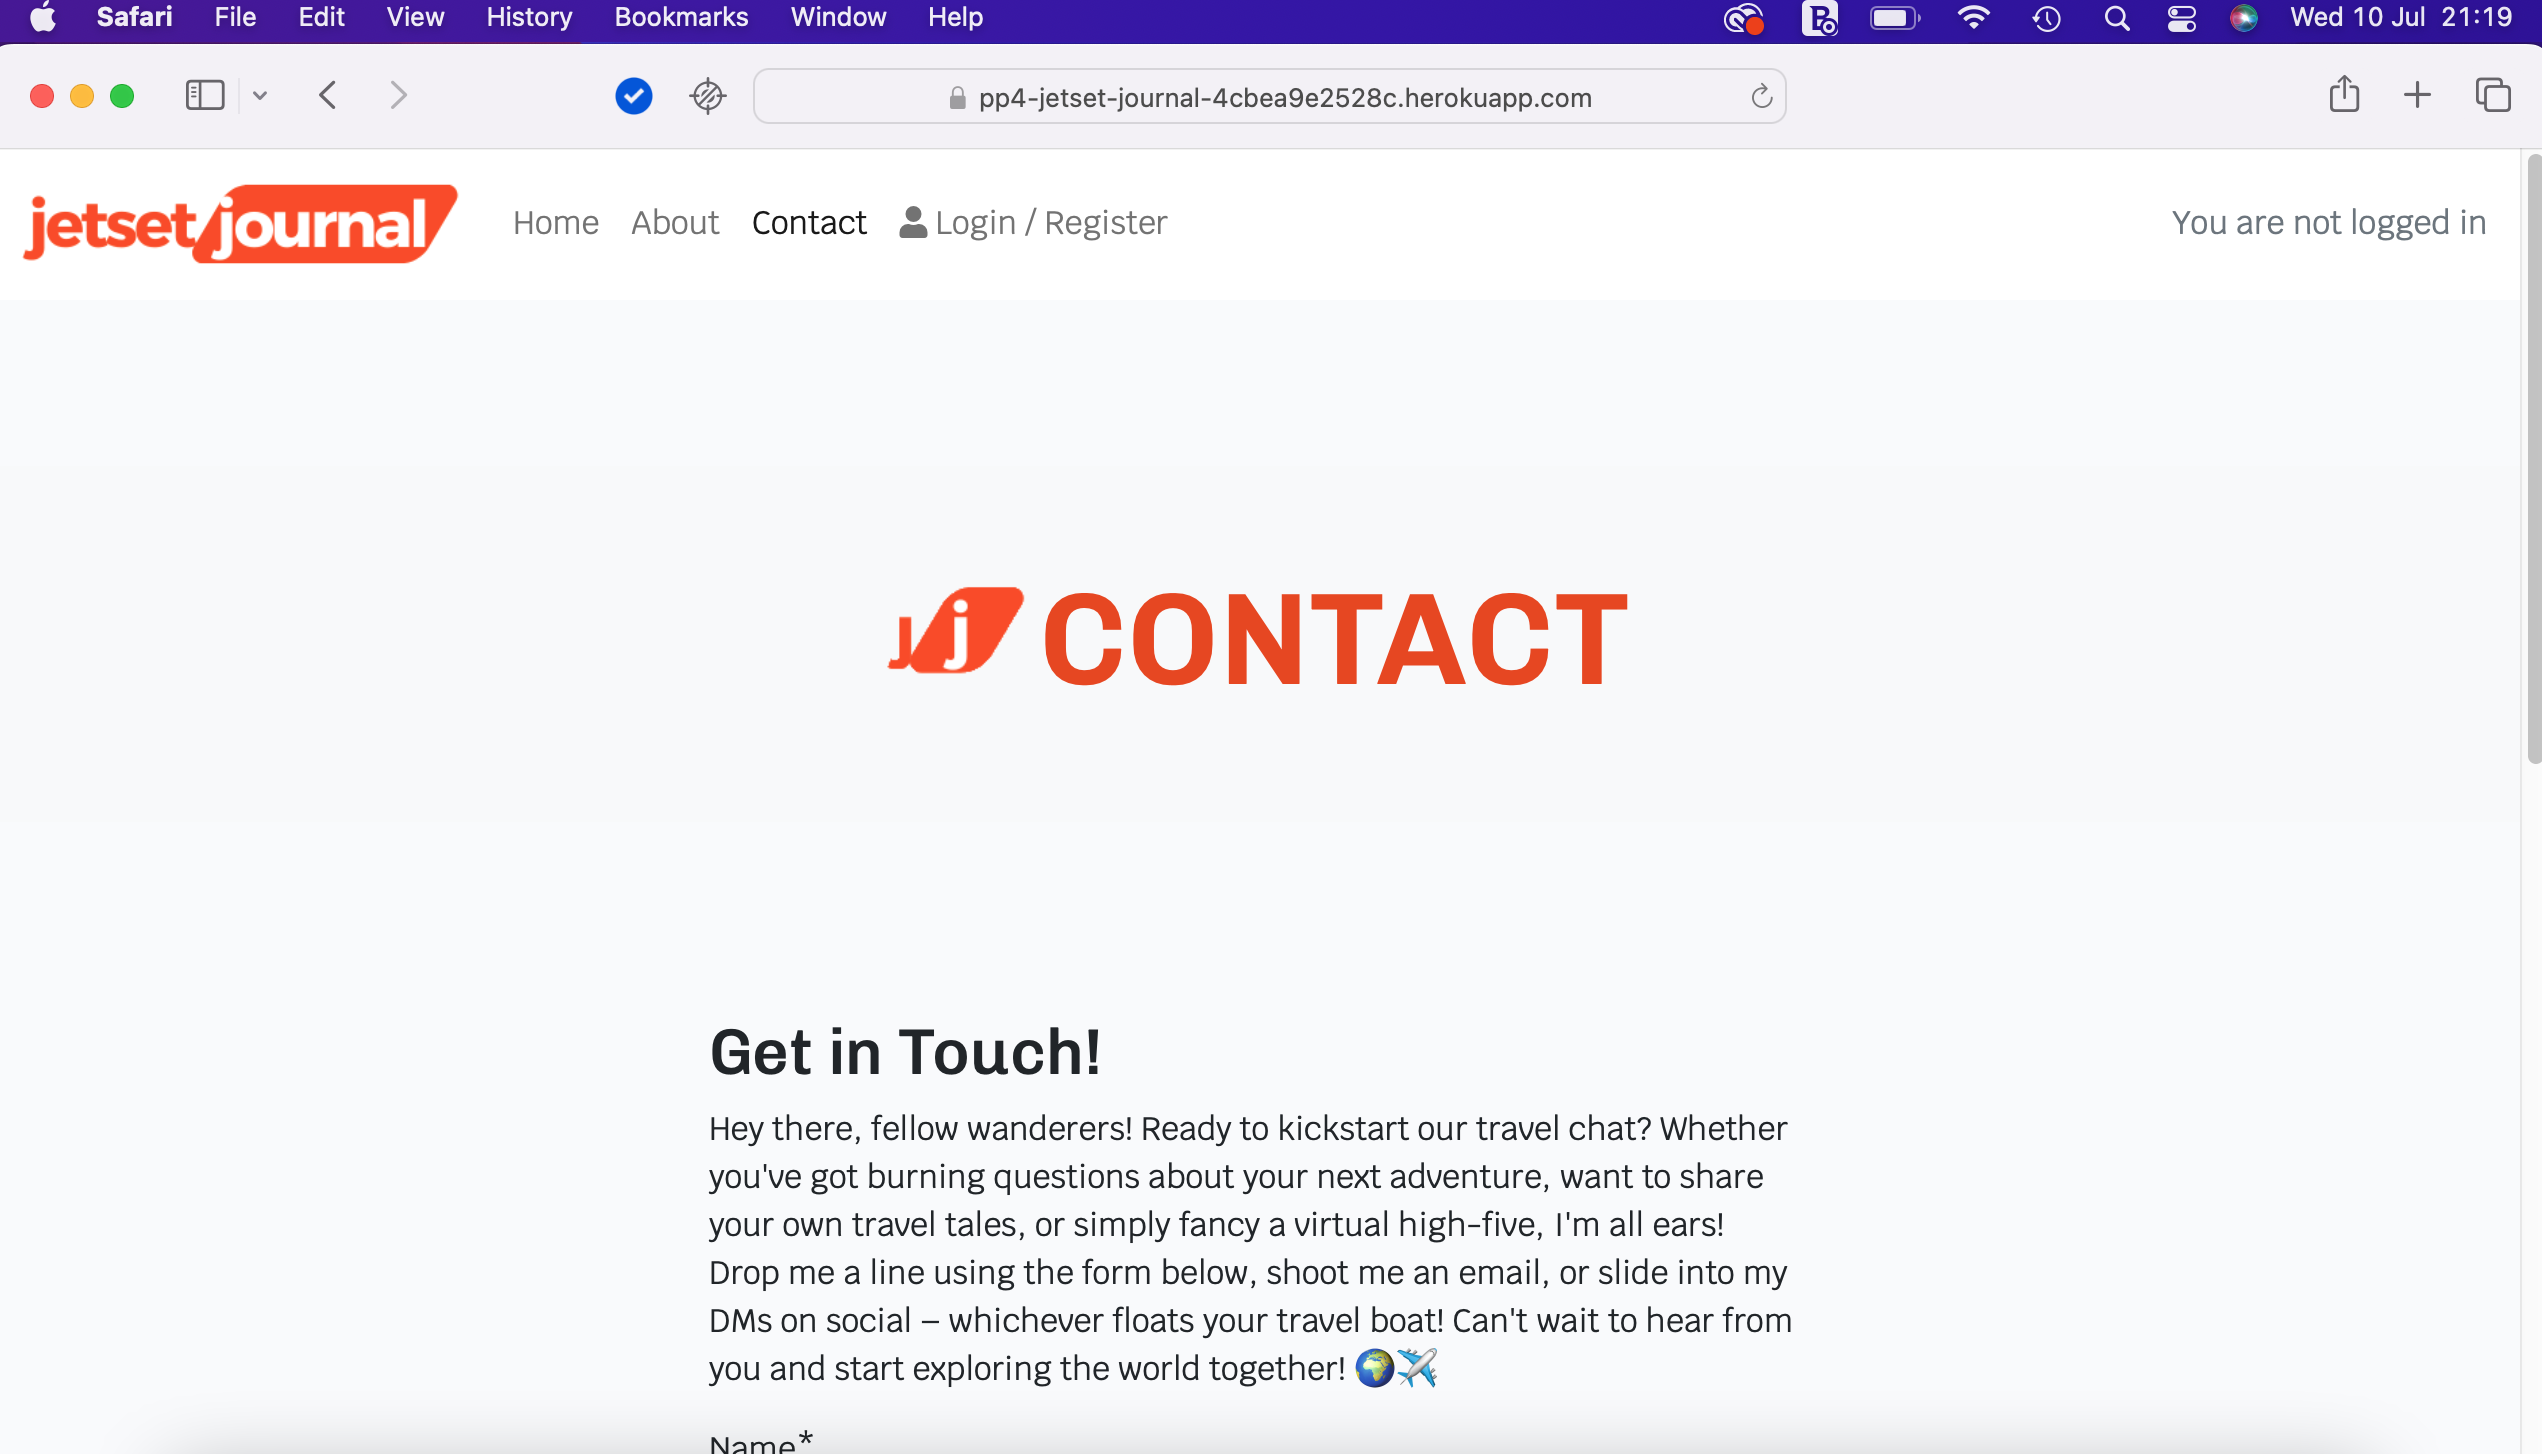 Safari File Edit View History Bookmarks Window Help Wed 10 Jul 21:19
pp4-jetset-journal-4cbea9e2528c.herokuapp.com
jetset journal Home About Contact Login / Register You are not logged in
Jj CONTACT
Get in Touch!
Hey there, fellow wanderers! Ready to kickstart our travel chat? Whether
you've got burning questions about your next adventure, want to share
your own travel tales, or simply fancy a virtual high-five, I'm all ears!
Drop me a line using the form below, shoot me an email, or slide into my
DMs on social – whichever floats your travel boat! Can't wait to hear from
you and start exploring the world together! 🌍✈️
Name*